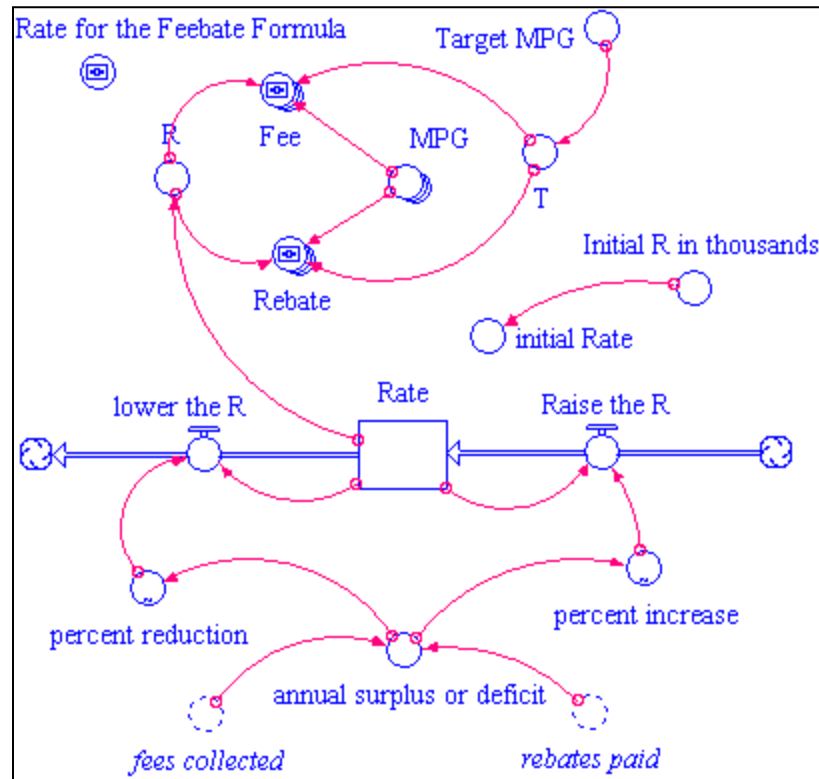 Rate for the Feebate Formula
Target MPG
R
Fee
MPG
T
Rebate
Initial R in thousands
initial Rate
lower the R
Rate
Raise the R
percent reduction
percent increase
annual surplus or deficit
fees collected
rebates paid